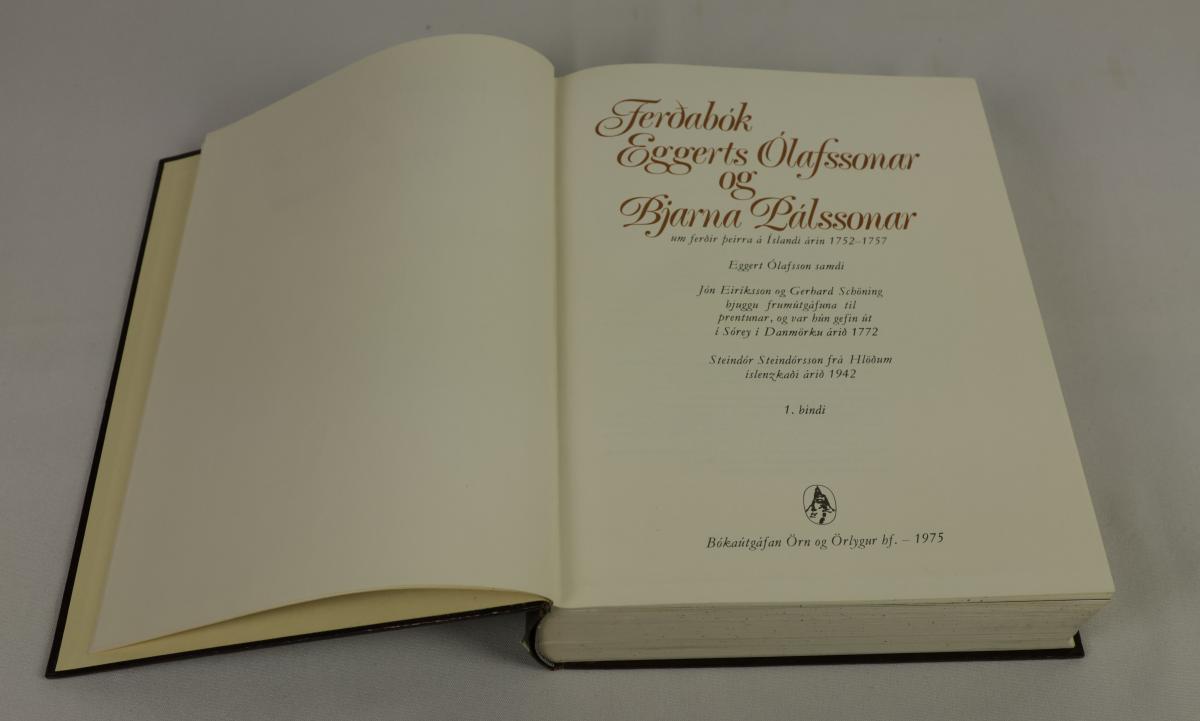 Ferðabók
Eggerts Ólafssonar
og
Bjarna Pálssonar
um ferðir þeirra á Íslandi árin 1752–1757
Eggert Ólafsson samdi
Jón Eiríksson og Gerhard Schöning
bjuggu frumútgáfuna til
prentunar, og var hún gefin út
í Sórey í Danmörku árið 1772
Steindór Steindórsson frá Hlöðum
íslenzkaði árið 1942
1. bindi
Bókaútgáfan Örn og Örlygur hf. – 1975